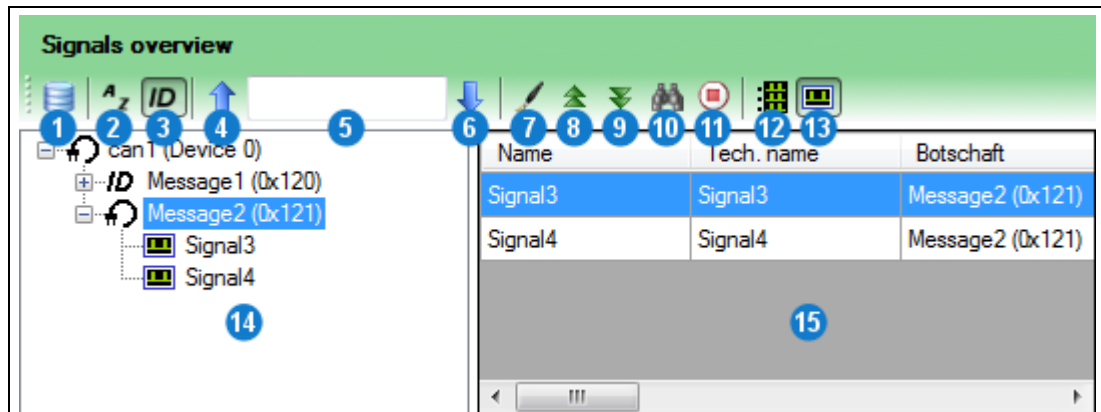 Signals overview
A Z ID
1 2 3 4 5 6 7 8 9 10 11 12 13
can1 (Device 0)
ID Message1 (0x120)
Message2 (0x121)
Signal3
Signal4
14
Name Tech. name Botschaft
Signal3 Signal3 Message2 (0x121)
Signal4 Signal4 Message2 (0x121)
15